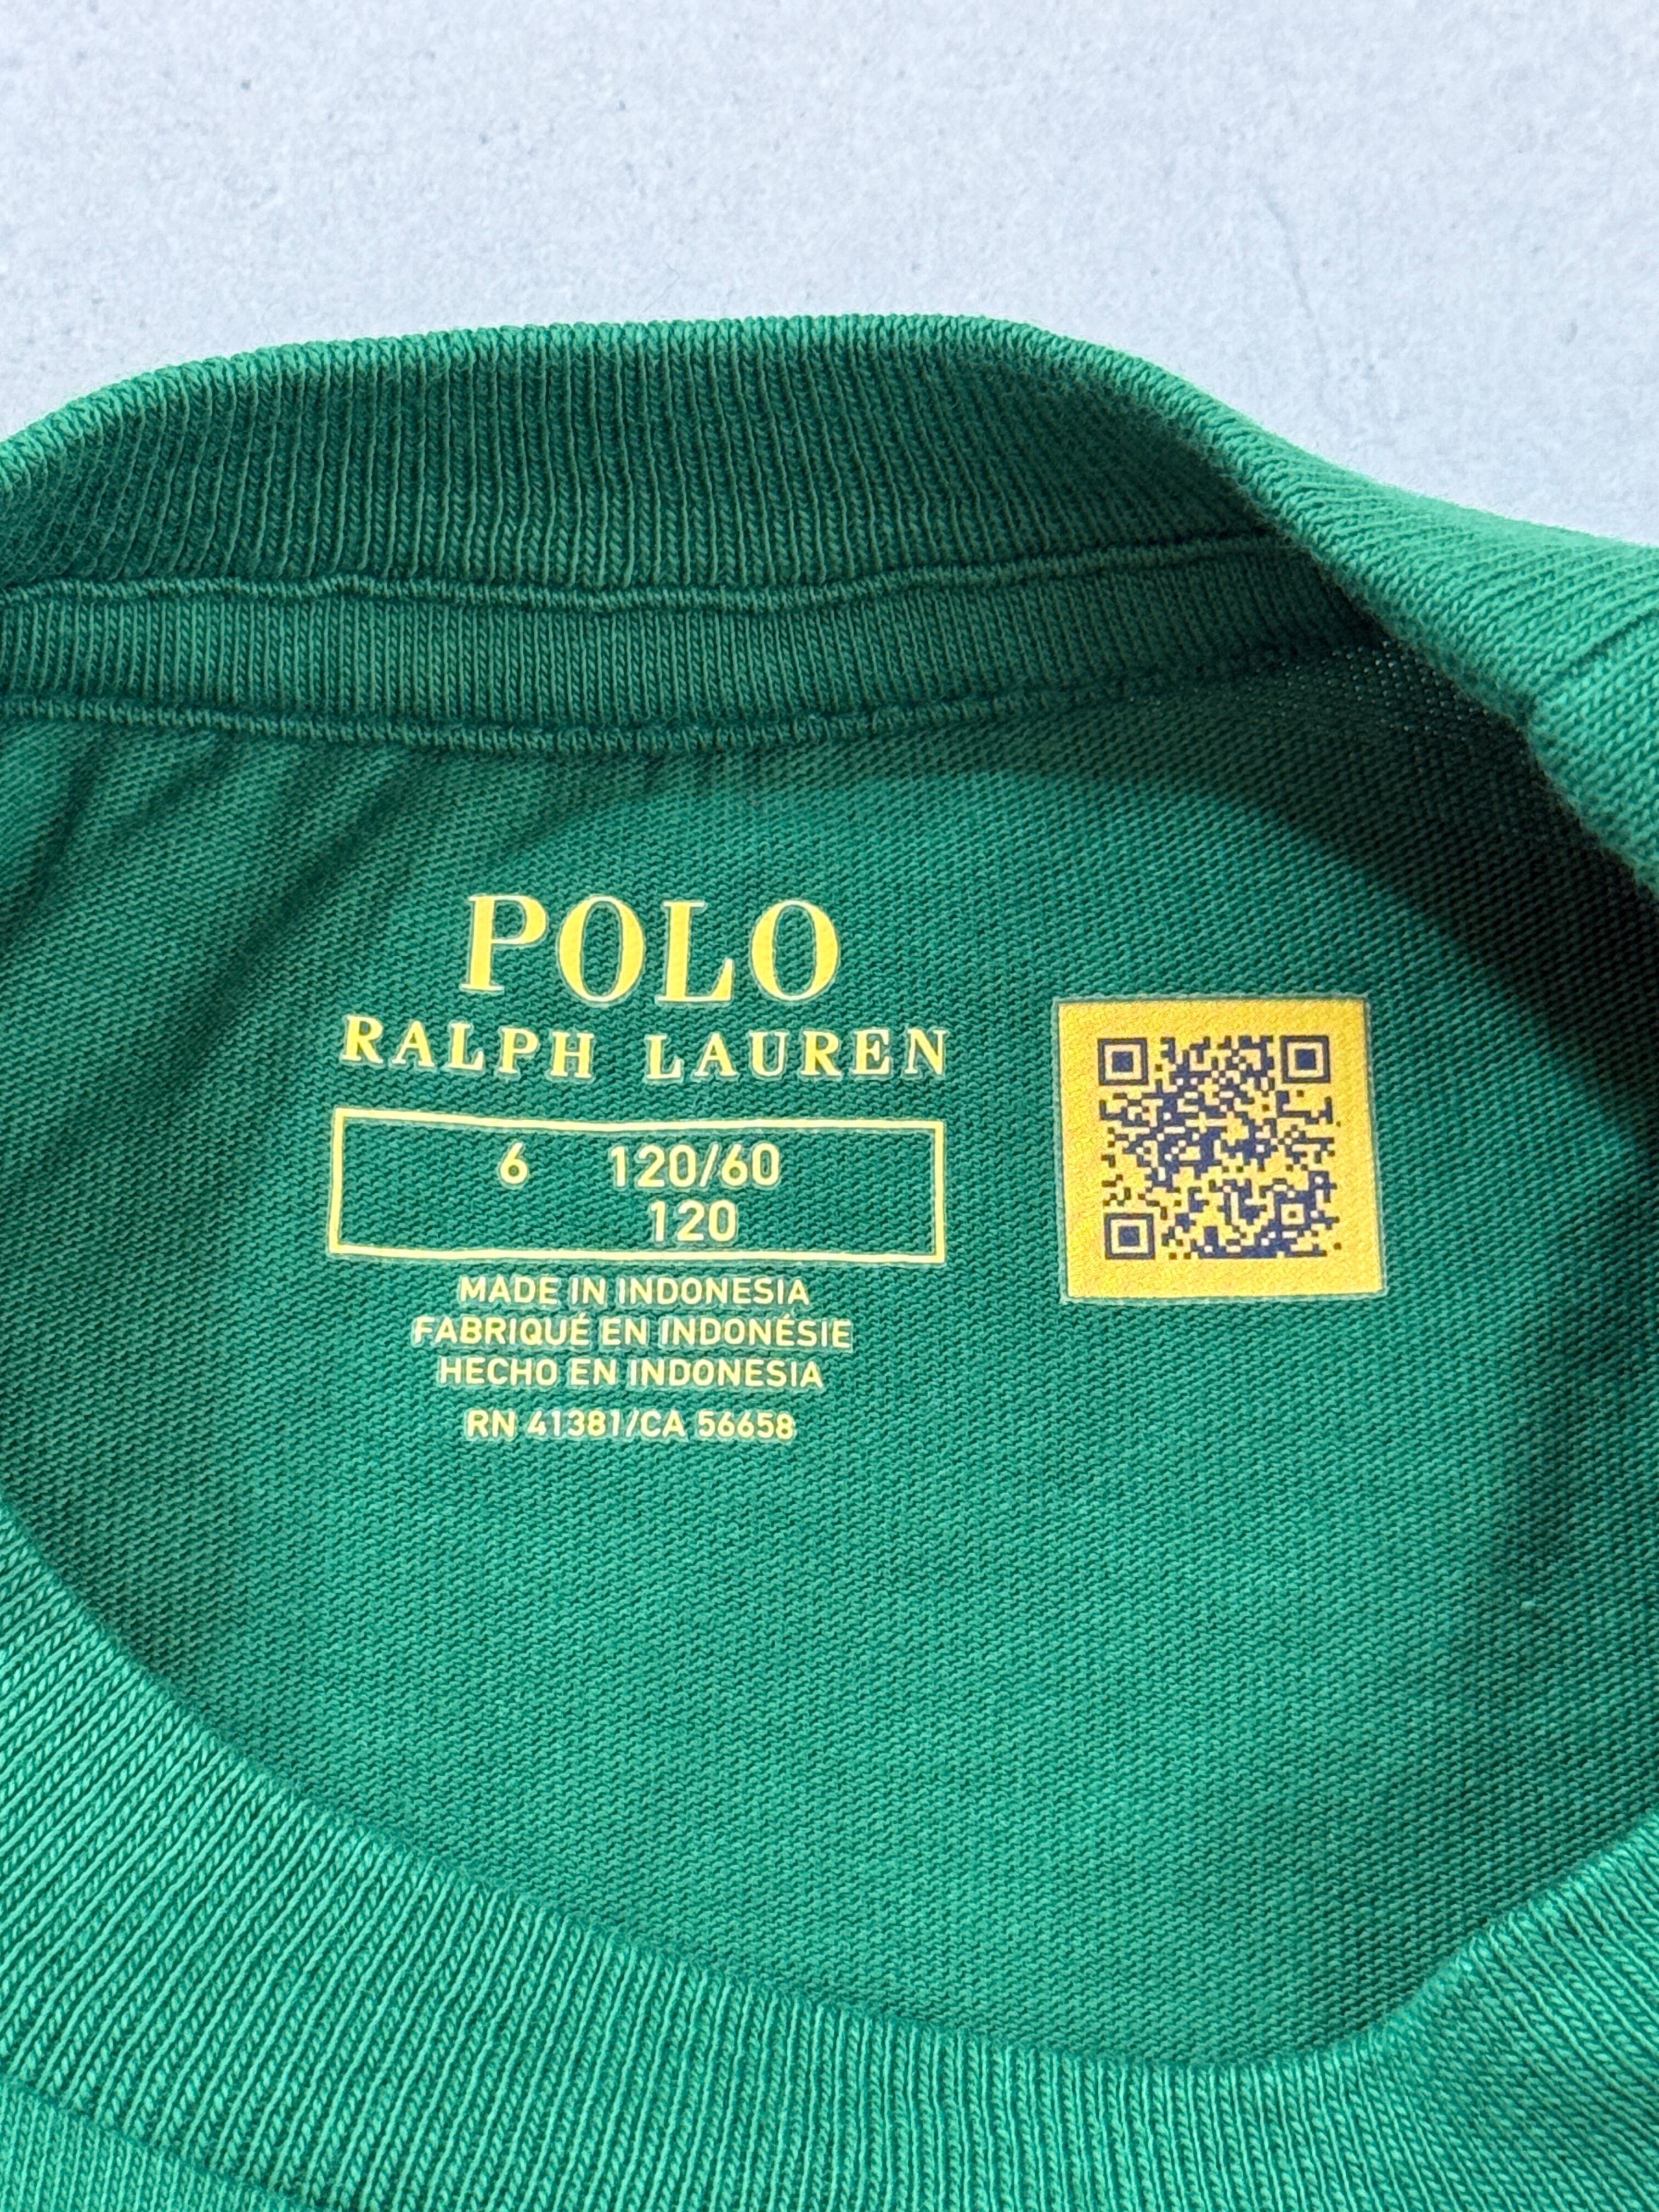 POLO
RALPH LAUREN
6 120/60
120
MADE IN INDONESIA
FABRIQUÉ EN INDONÉSIE
HECHO EN INDONESIA
RN 41381/CA 56658